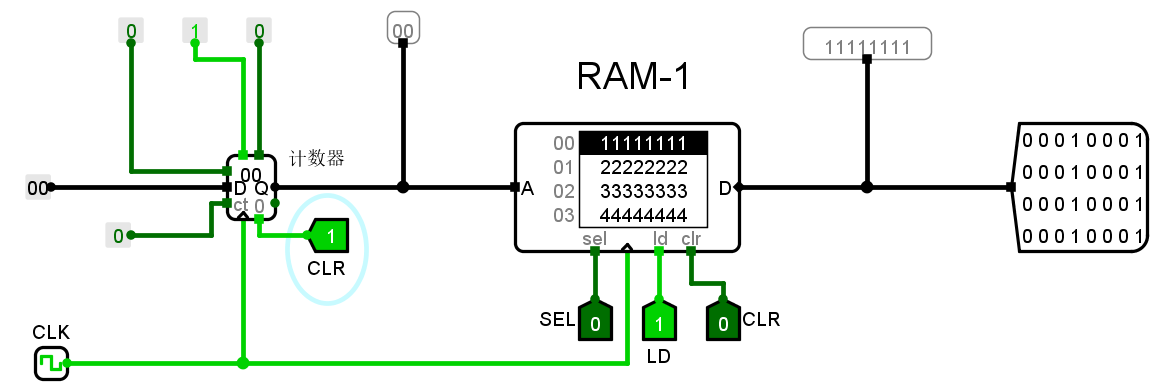 0 1 0 00 11111111
RAM-1
00 11111111
01 22222222
02 33333333
03 44444444
A D
sel ld clr
计数器
00
00 D Q
ct 0
0
1
CLR
SEL 0
1
LD
0 CLR
CLK
0 0 0 1 0 0 0 1
0 0 0 1 0 0 0 1
0 0 0 1 0 0 0 1
0 0 0 1 0 0 0 1